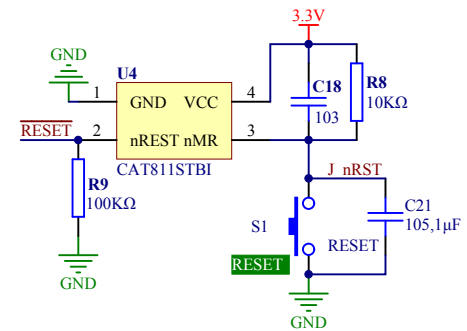 3.3V
GND
U4
1 GND VCC 4
RESET 2 nREST nMR 3
CAT811STBI
C18
103
R8
10KΩ
R9
100KΩ
GND
J_nRST
S1
C21
105,1μF
RESET
RESET
GND